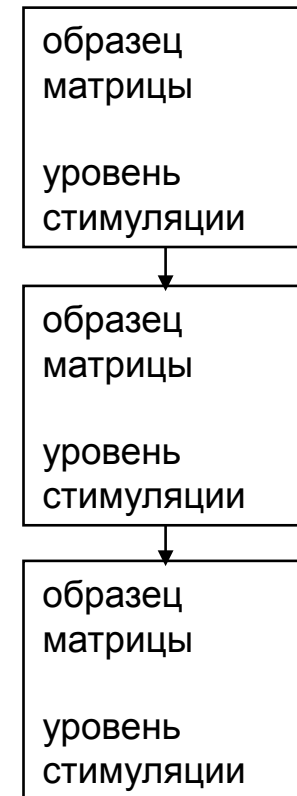 образец
матрицы
уровень
стимуляции
образец
матрицы
уровень
стимуляции
образец
матрицы
уровень
стимуляции